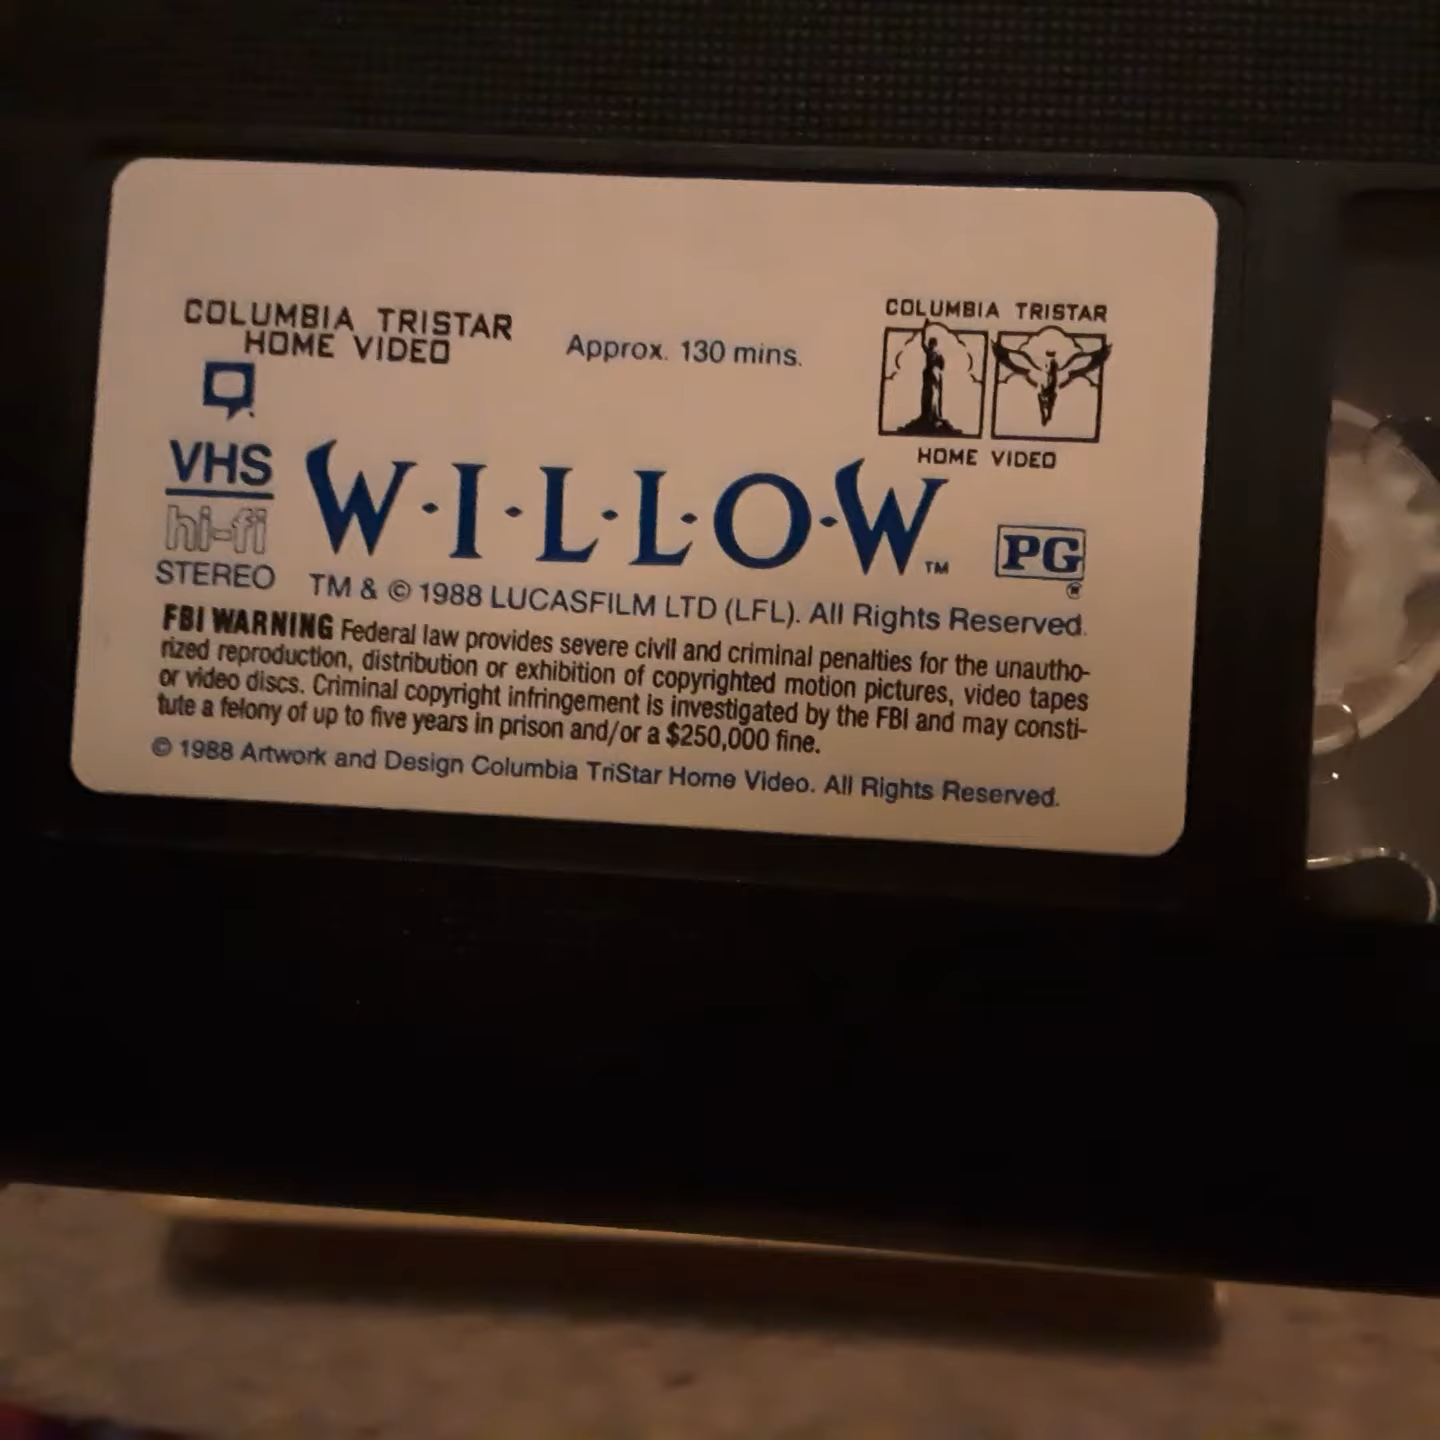 COLUMBIA TRISTAR
HOME VIDEO
Approx. 130 mins.
COLUMBIA TRISTAR
HOME VIDEO
VHS
hi-fi
STEREO
W·I·L·L·O·W™
PG
®
TM & © 1988 LUCASFILM LTD (LFL). All Rights Reserved.
FBI WARNING Federal law provides severe civil and criminal penalties for the unautho-
rized reproduction, distribution or exhibition of copyrighted motion pictures, video tapes
or video discs. Criminal copyright infringement is investigated by the FBI and may consti-
tute a felony of up to five years in prison and/or a $250,000 fine.
© 1988 Artwork and Design Columbia TriStar Home Video. All Rights Reserved.